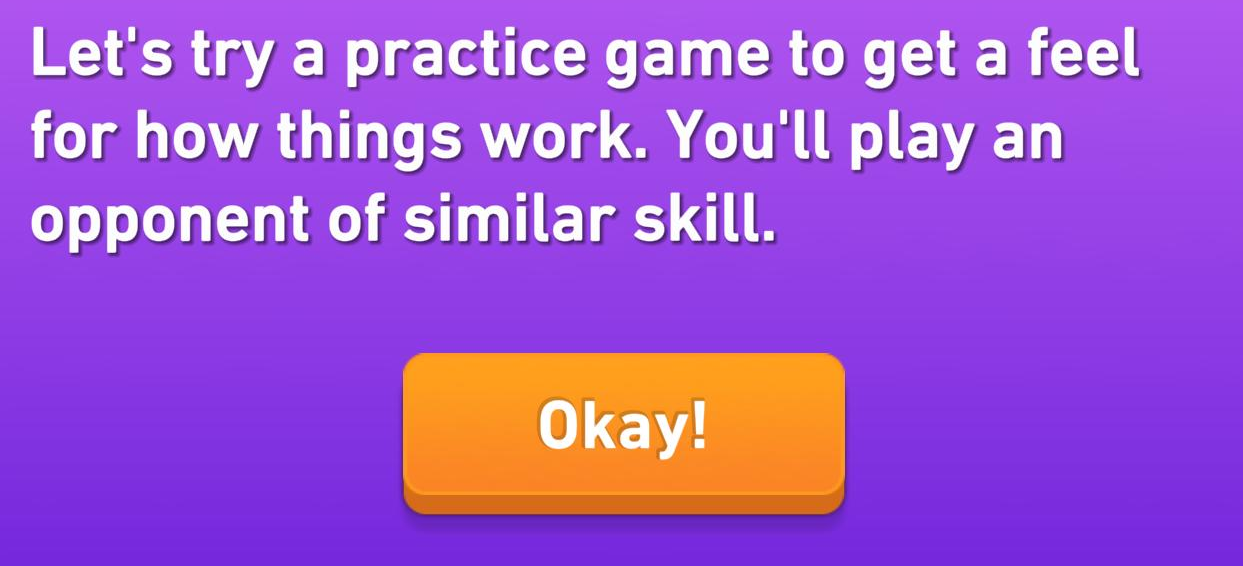 Let's try a practice game to get a feel
for how things work. You'll play an
opponent of similar skill.
Okay!